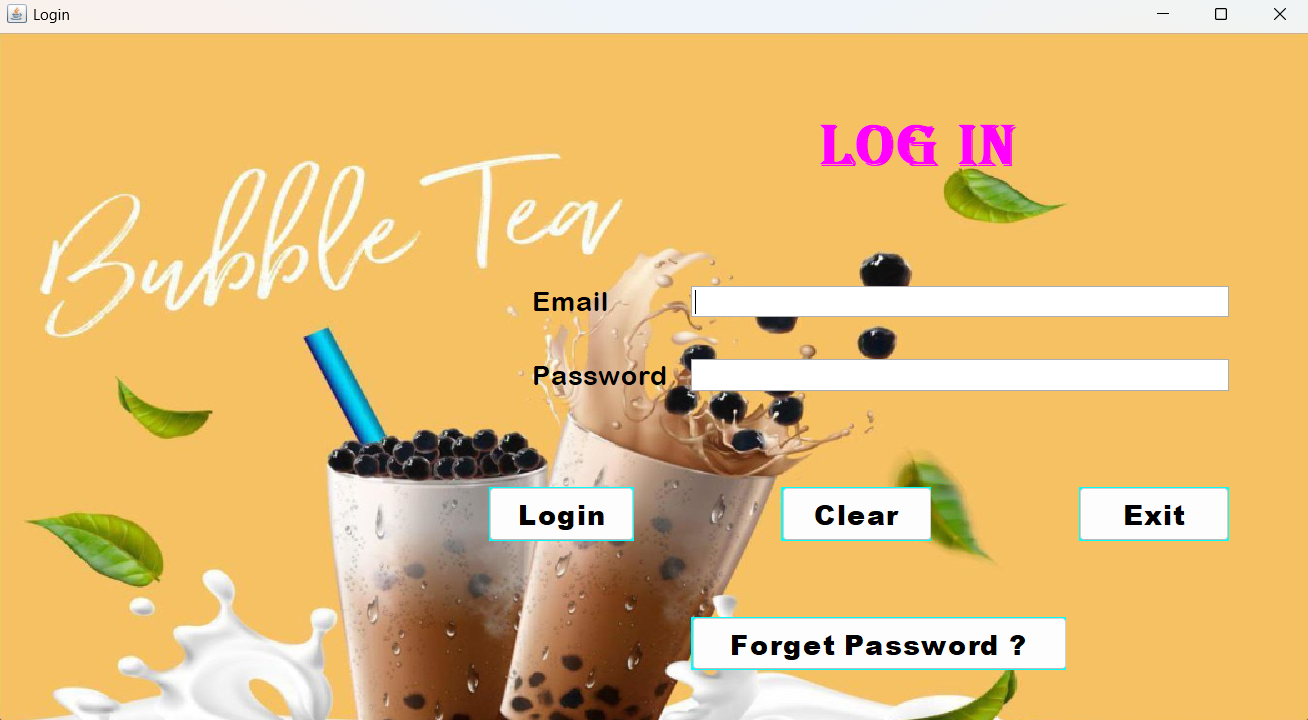 Login
LOG IN
Bubble Tea
Email
Password
Login
Clear
Exit
Forget Password ?